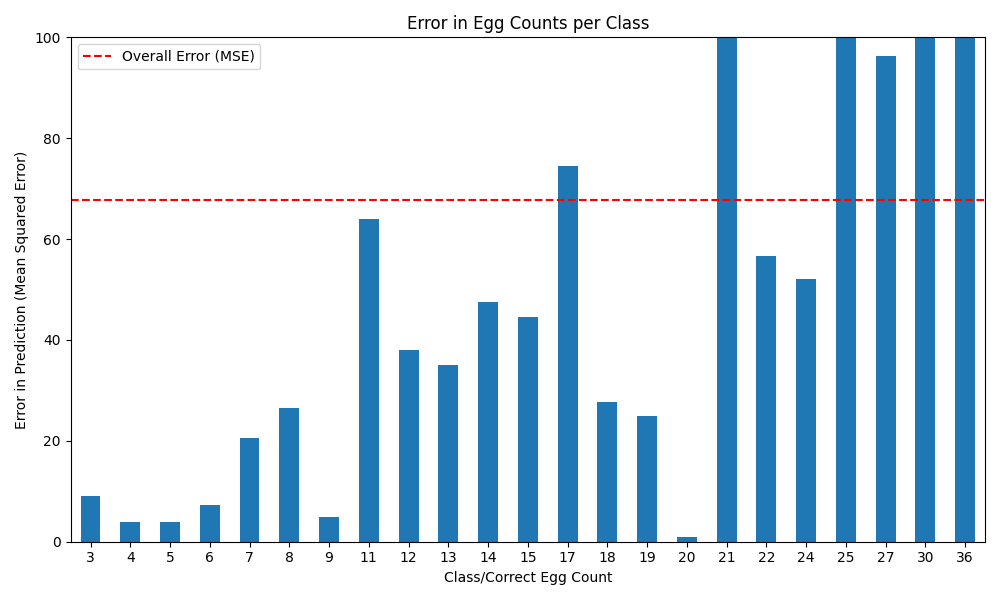 Error in Egg Counts per Class
Overall Error (MSE)
Error in Prediction (Mean Squared Error)
100
80
60
40
20
0
3 4 5 6 7 8 9 11 12 13 14 15 17 18 19 20 21 22 24 25 27 30 36
Class/Correct Egg Count